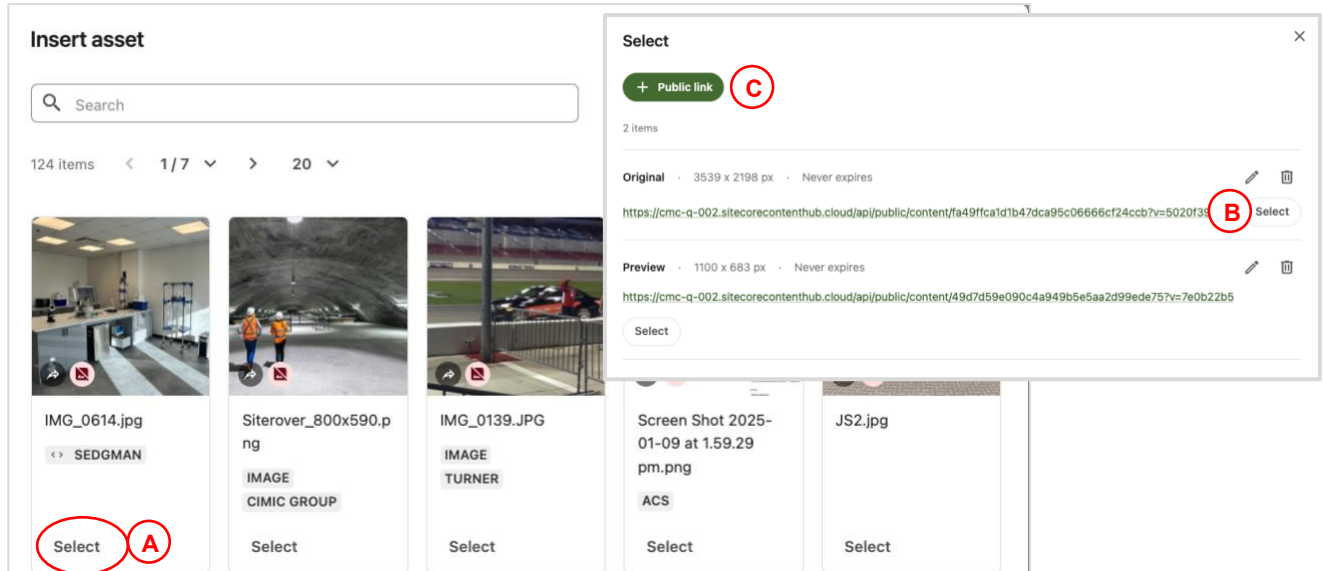 Insert asset
Search
124 items < 1/7 > 20
IMG_0614.jpg
<> SEDGMAN
Select
A
Siterover_800x590.p
ng
IMAGE
CIMIC GROUP
Select
IMG_0139.JPG
IMAGE
TURNER
Select
Screen Shot 2025-
01-09 at 1.59.29
pm.png
ACS
Select
JS2.jpg
Select
Select
+ Public link
C
2 items
Original · 3539 x 2198 px · Never expires
https://cmc-q-002.sitecorecontenthub.cloud/api/public/content/fa49ffca1d1b47dca95c06666cf24ccb?v=5020f39
B
Select
Preview · 1100 x 683 px · Never expires
https://cmc-q-002.sitecorecontenthub.cloud/api/public/content/49d7d59e090c4a949b5e5aa2d99ede75?v=7e0b22b5
Select